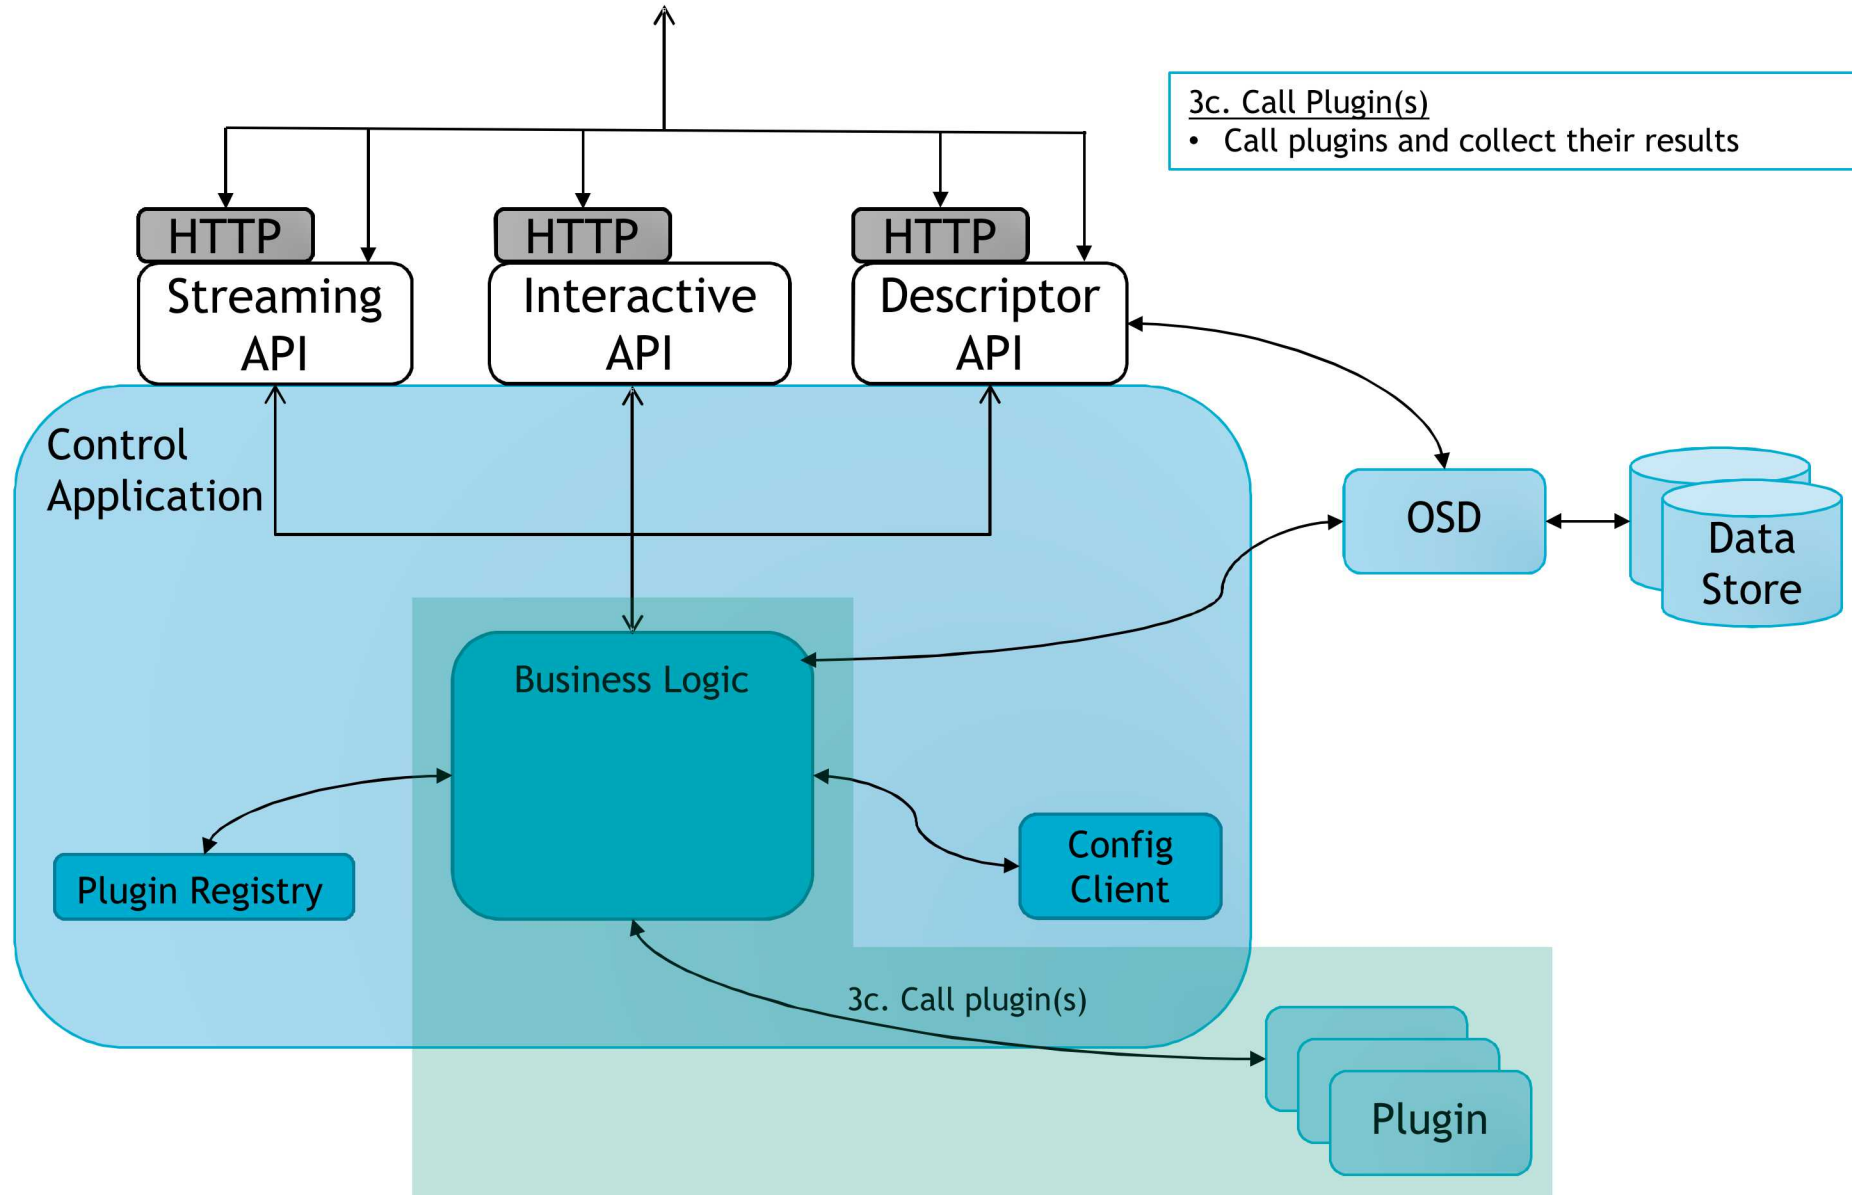 3c. Call Plugin(s)
• Call plugins and collect their results
HTTP
HTTP
HTTP
Streaming
API
Interactive
API
Descriptor
API
Control
Application
OSD
Data
Store
Business Logic
Config
Client
Plugin Registry
3c. Call plugin(s)
Plugin